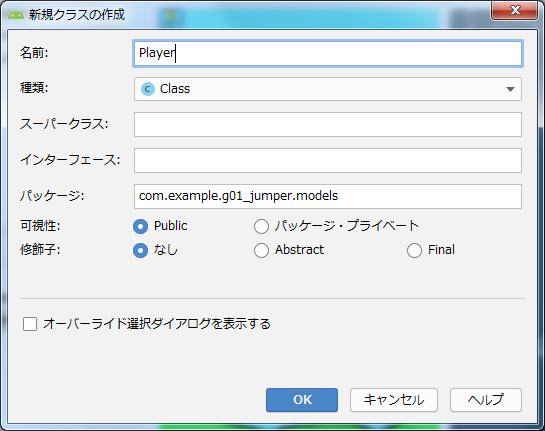 新規クラスの作成
名前: Player
種類: C Class
スーパークラス:
インターフェース:
パッケージ: com.example.g01_jumper.models
可視性: Public パッケージ・プライベート
修飾子: なし Abstract Final
オーバーライド選択ダイアログを表示する
OK キャンセル ヘルプ